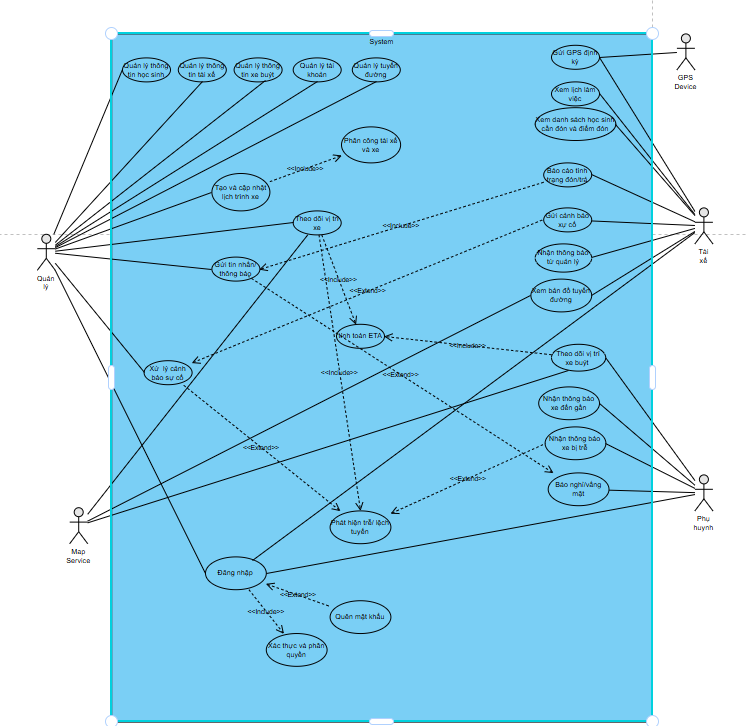 System
Quản lý thông
tin học sinh
Quản lý thông
tin tài xế
Quản lý thông
tin xe buýt
Quản lý tài
khoản
Quản lý tuyến
đường
Gửi GPS định
kỳ
GPS
Device
Xem lịch làm
việc
Xem danh sách học sinh
cần đón và điểm đón
Phân công tài xế
và xe
<<Include>>
Tạo và cập nhật
lịch trình xe
Báo cáo tình
trạng đón/trả
Theo dõi vị trí
xe
<<Include>>
Gửi cảnh báo
sự cố
Quản
lý
Tài
xế
Gửi tin nhắn/
thông báo
Nhận thông báo
từ quản lý
<<Include>>
<<Extend>>
Xem bản đồ tuyến
đường
Tính toán ETA
<<Include>>
Theo dõi vị trí
xe buýt
Xử lý cảnh
báo sự cố
<<Include>>
<<Extend>>
Nhận thông báo
xe đến gần
Nhận thông báo
xe bị trễ
<<Extend>>
<<Extend>>
Báo nghỉ/vắng
mặt
Phụ
huynh
Map
Service
Phát hiện trễ/ lệch
tuyến
Đăng nhập
<<Extend>>
<<Include>>
Quên mật khẩu
Xác thực và phân
quyền